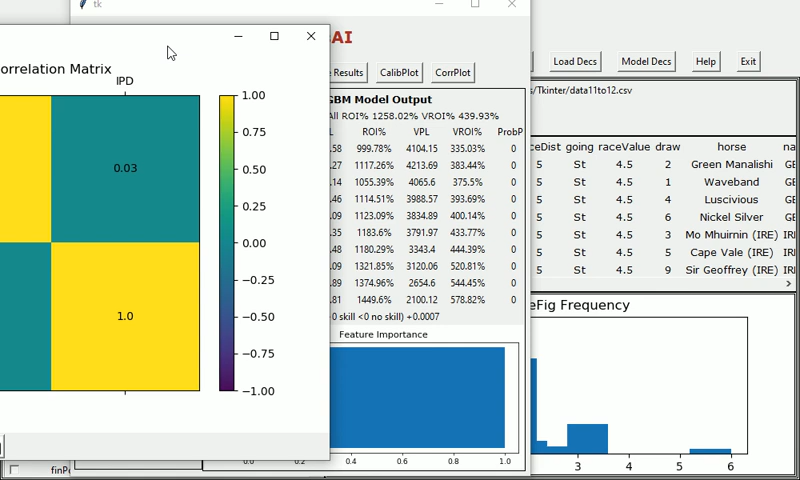 tk
AI
orrelation Matrix
IPD
1.00
0.75
0.50
0.25
0.00
−0.25
−0.50
−0.75
−1.00
0.03
1.0
e Results CalibPlot CorrPlot
GBM Model Output
All ROI% 1258.02% VROI% 439.93%
L ROI% VPL VROI% ProbP
.58 999.78% 4104.15 335.03% 0
.27 1117.26% 4213.69 383.44% 0
.14 1055.39% 4065.6 375.5% 0
.46 1114.51% 3988.57 393.69% 0
.09 1123.09% 3834.89 400.14% 0
.35 1183.6% 3791.97 433.77% 0
.48 1180.29% 3343.4 444.39% 0
.09 1321.85% 3120.06 520.81% 0
.89 1374.96% 2654.6 544.45% 0
.81 1449.6% 2100.12 578.82% 0
0 skill <0 no skill) +0.0007
Feature Importance
0.0 0.2 0.4 0.6 0.8 1.0
finP
Load Decs Model Decs Help Exit
s/Tkinter/data11to12.csv
ceDist going raceValue draw horse na
5 St 4.5 2 Green Manalishi GE
5 St 4.5 1 Waveband GE
5 St 4.5 4 Luscivious GE
5 St 4.5 6 Nickel Silver GE
5 St 4.5 3 Mo Mhuirnin (IRE) IRI
5 St 4.5 5 Cape Vale (IRE) IRI
5 St 4.5 9 Sir Geoffrey (IRE) IRI
eFig Frequency
3 4 5 6